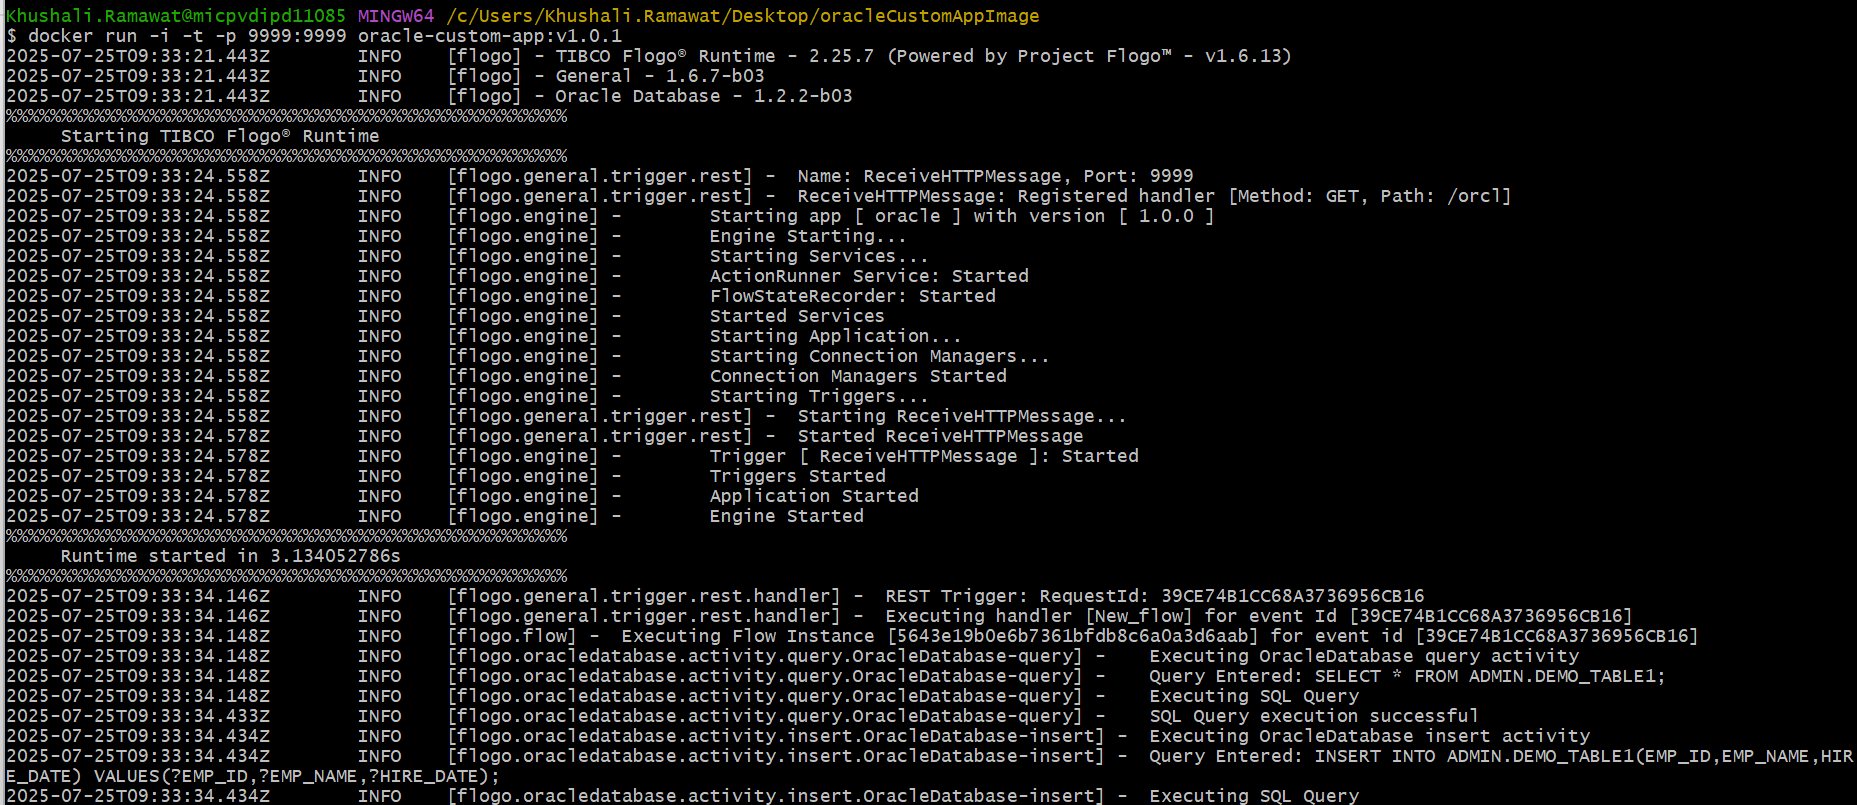 Khushali.Ramawat@micpvdipd11085 MINGW64 /c/Users/Khushali.Ramawat/Desktop/oracleCustomAppImage
$ docker run -i -t -p 9999:9999 oracle-custom-app:v1.0.1
2025-07-25T09:33:21.443Z        INFO    [flogo] - TIBCO Flogo® Runtime - 2.25.7 (Powered by Project Flogo™ - v1.6.13)
2025-07-25T09:33:21.443Z        INFO    [flogo] - General - 1.6.7-b03
2025-07-25T09:33:21.443Z        INFO    [flogo] - Oracle Database - 1.2.2-b03
%%%%%%%%%%%%%%%%%%%%%%%%%%%%%%%%%%%%%%%%%%%%%%%%%%%
     Starting TIBCO Flogo® Runtime
%%%%%%%%%%%%%%%%%%%%%%%%%%%%%%%%%%%%%%%%%%%%%%%%%%%
2025-07-25T09:33:24.558Z        INFO    [flogo.general.trigger.rest] -  Name: ReceiveHTTPMessage, Port: 9999
2025-07-25T09:33:24.558Z        INFO    [flogo.general.trigger.rest] -  ReceiveHTTPMessage: Registered handler [Method: GET, Path: /orcl]
2025-07-25T09:33:24.558Z        INFO    [flogo.engine] -        Starting app [ oracle ] with version [ 1.0.0 ]
2025-07-25T09:33:24.558Z        INFO    [flogo.engine] -        Engine Starting...
2025-07-25T09:33:24.558Z        INFO    [flogo.engine] -        Starting Services...
2025-07-25T09:33:24.558Z        INFO    [flogo.engine] -        ActionRunner Service: Started
2025-07-25T09:33:24.558Z        INFO    [flogo.engine] -        FlowStateRecorder: Started
2025-07-25T09:33:24.558Z        INFO    [flogo.engine] -        Started Services
2025-07-25T09:33:24.558Z        INFO    [flogo.engine] -        Starting Application...
2025-07-25T09:33:24.558Z        INFO    [flogo.engine] -        Starting Connection Managers...
2025-07-25T09:33:24.558Z        INFO    [flogo.engine] -        Connection Managers Started
2025-07-25T09:33:24.558Z        INFO    [flogo.engine] -        Starting Triggers...
2025-07-25T09:33:24.558Z        INFO    [flogo.general.trigger.rest] -  Starting ReceiveHTTPMessage...
2025-07-25T09:33:24.578Z        INFO    [flogo.general.trigger.rest] -  Started ReceiveHTTPMessage
2025-07-25T09:33:24.578Z        INFO    [flogo.engine] -        Trigger [ ReceiveHTTPMessage ]: Started
2025-07-25T09:33:24.578Z        INFO    [flogo.engine] -        Triggers Started
2025-07-25T09:33:24.578Z        INFO    [flogo.engine] -        Application Started
2025-07-25T09:33:24.578Z        INFO    [flogo.engine] -        Engine Started
%%%%%%%%%%%%%%%%%%%%%%%%%%%%%%%%%%%%%%%%%%%%%%%%%%%
     Runtime started in 3.134052786s
%%%%%%%%%%%%%%%%%%%%%%%%%%%%%%%%%%%%%%%%%%%%%%%%%%%
2025-07-25T09:33:34.146Z        INFO    [flogo.general.trigger.rest.handler] -  REST Trigger: RequestId: 39CE74B1CC68A3736956CB16
2025-07-25T09:33:34.146Z        INFO    [flogo.general.trigger.rest.handler] -  Executing handler [New_flow] for event Id [39CE74B1CC68A3736956CB16]
2025-07-25T09:33:34.148Z        INFO    [flogo.flow] -  Executing Flow Instance [5643e19b0e6b7361bfdb8c6a0a3d6aab] for event id [39CE74B1CC68A3736956CB16]
2025-07-25T09:33:34.148Z        INFO    [flogo.oracledatabase.activity.query.OracleDatabase-query] -    Executing OracleDatabase query activity
2025-07-25T09:33:34.148Z        INFO    [flogo.oracledatabase.activity.query.OracleDatabase-query] -    Query Entered: SELECT * FROM ADMIN.DEMO_TABLE1;
2025-07-25T09:33:34.148Z        INFO    [flogo.oracledatabase.activity.query.OracleDatabase-query] -    Executing SQL Query
2025-07-25T09:33:34.433Z        INFO    [flogo.oracledatabase.activity.query.OracleDatabase-query] -    SQL Query execution successful
2025-07-25T09:33:34.434Z        INFO    [flogo.oracledatabase.activity.insert.OracleDatabase-insert] -  Executing OracleDatabase insert activity
2025-07-25T09:33:34.434Z        INFO    [flogo.oracledatabase.activity.insert.OracleDatabase-insert] -  Query Entered: INSERT INTO ADMIN.DEMO_TABLE1(EMP_ID,EMP_NAME,HIR
E_DATE) VALUES(?EMP_ID,?EMP_NAME,?HIRE_DATE);
2025-07-25T09:33:34.434Z        INFO    [flogo.oracledatabase.activity.insert.OracleDatabase-insert] -  Executing SQL Query